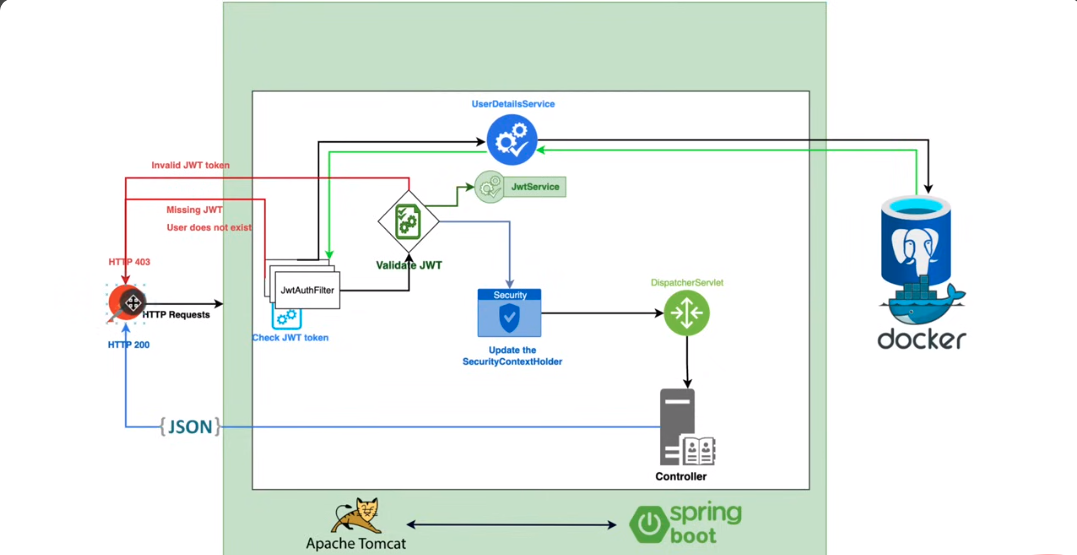 UserDetailsService
Invalid JWT token
JwtService
Missing JWT
User does not exist
Validate JWT
HTTP 403
JwtAuthFilter
HTTP Requests
Check JWT token
HTTP 200
Security
Update the
SecurityContextHolder
DispatcherServlet
docker
{JSON}
Controller
Apache Tomcat
spring
boot